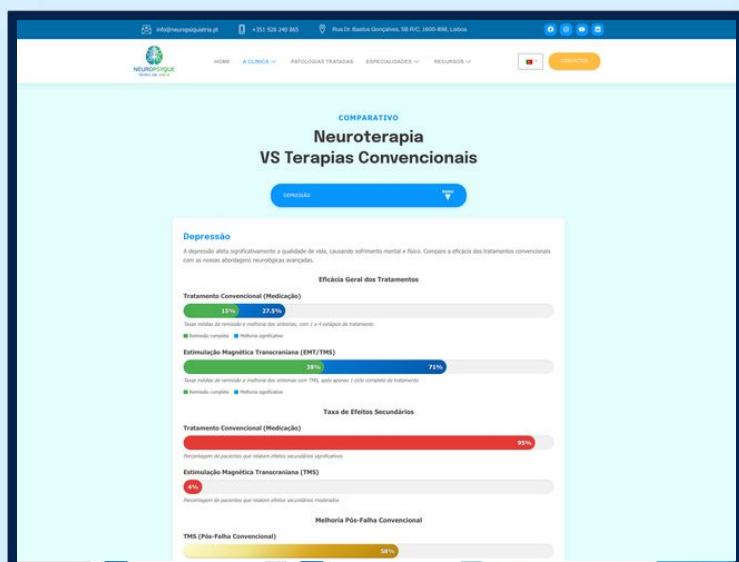 info@neuropsiquiatria.pt +351 926 240 865 Rua Dr. Bastos Gonçalves, 5B R/C, 1600-898, Lisboa
NEUROPSYQUE
HOME A CLÍNICA PATOLOGIAS TRATADAS ESPECIALIDADES RECURSOS CONTACTOS
COMPARATIVO
Neuroterapia
VS Terapias Convencionais
DEPRESSÃO
Depressão
A depressão afeta significativamente a qualidade de vida, causando sofrimento mental e físico. Compare a eficácia dos tratamentos convencionais
com as nossas abordagens neurológicas avançadas.
Eficácia Geral dos Tratamentos
Tratamento Convencional (Medicação)
15% 27.5%
Taxas médias de remissão e melhoria dos sintomas, com 1 a 4 estágios de tratamento
Remissão completa Melhoria significativa
Estimulação Magnética Transcraniana (EMT/TMS)
38% 71%
Taxas médias de remissão e melhoria dos sintomas com TMS, após apenas 1 ciclo completo de tratamento
Remissão completa Melhoria significativa
Taxa de Efeitos Secundários
Tratamento Convencional (Medicação)
95%
Percentagem de pacientes que relatam efeitos secundários significativos
Estimulação Magnética Transcraniana (TMS)
4%
Percentagem de pacientes que relatam efeitos secundários moderados
Melhoria Pós-Falha Convencional
TMS (Pós-Falha Convencional)
58%